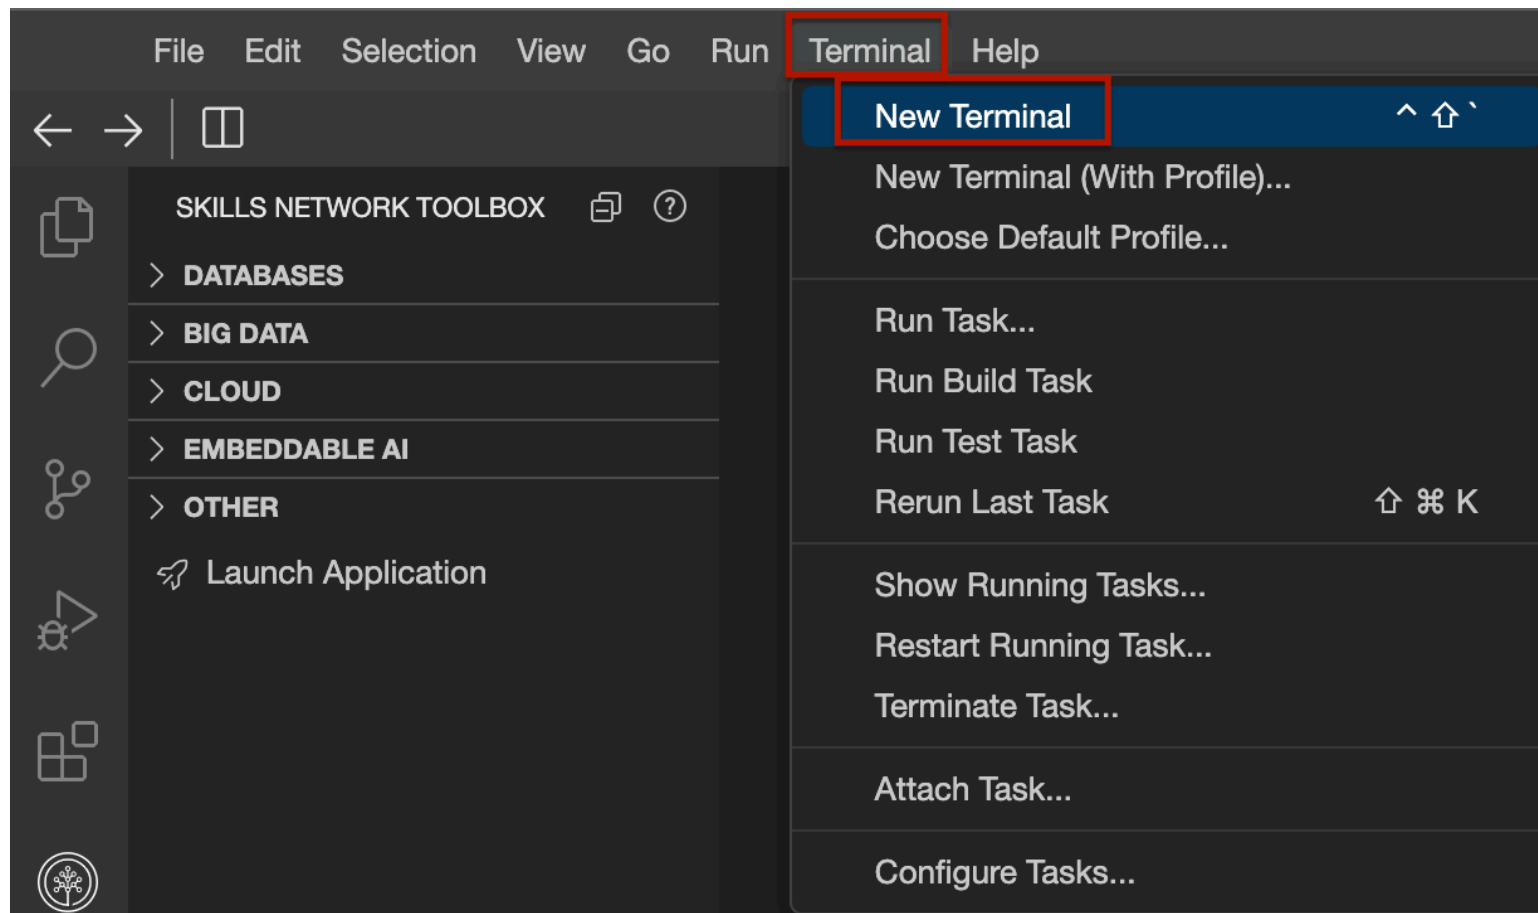 File Edit Selection View Go Run Terminal Help
New Terminal ^ ⇧ `
New Terminal (With Profile)...
Choose Default Profile...
Run Task...
Run Build Task
Run Test Task
Rerun Last Task ⇧ ⌘ K
Show Running Tasks...
Restart Running Task...
Terminate Task...
Attach Task...
Configure Tasks...
SKILLS NETWORK TOOLBOX
DATABASES
BIG DATA
CLOUD
EMBEDDABLE AI
OTHER
Launch Application